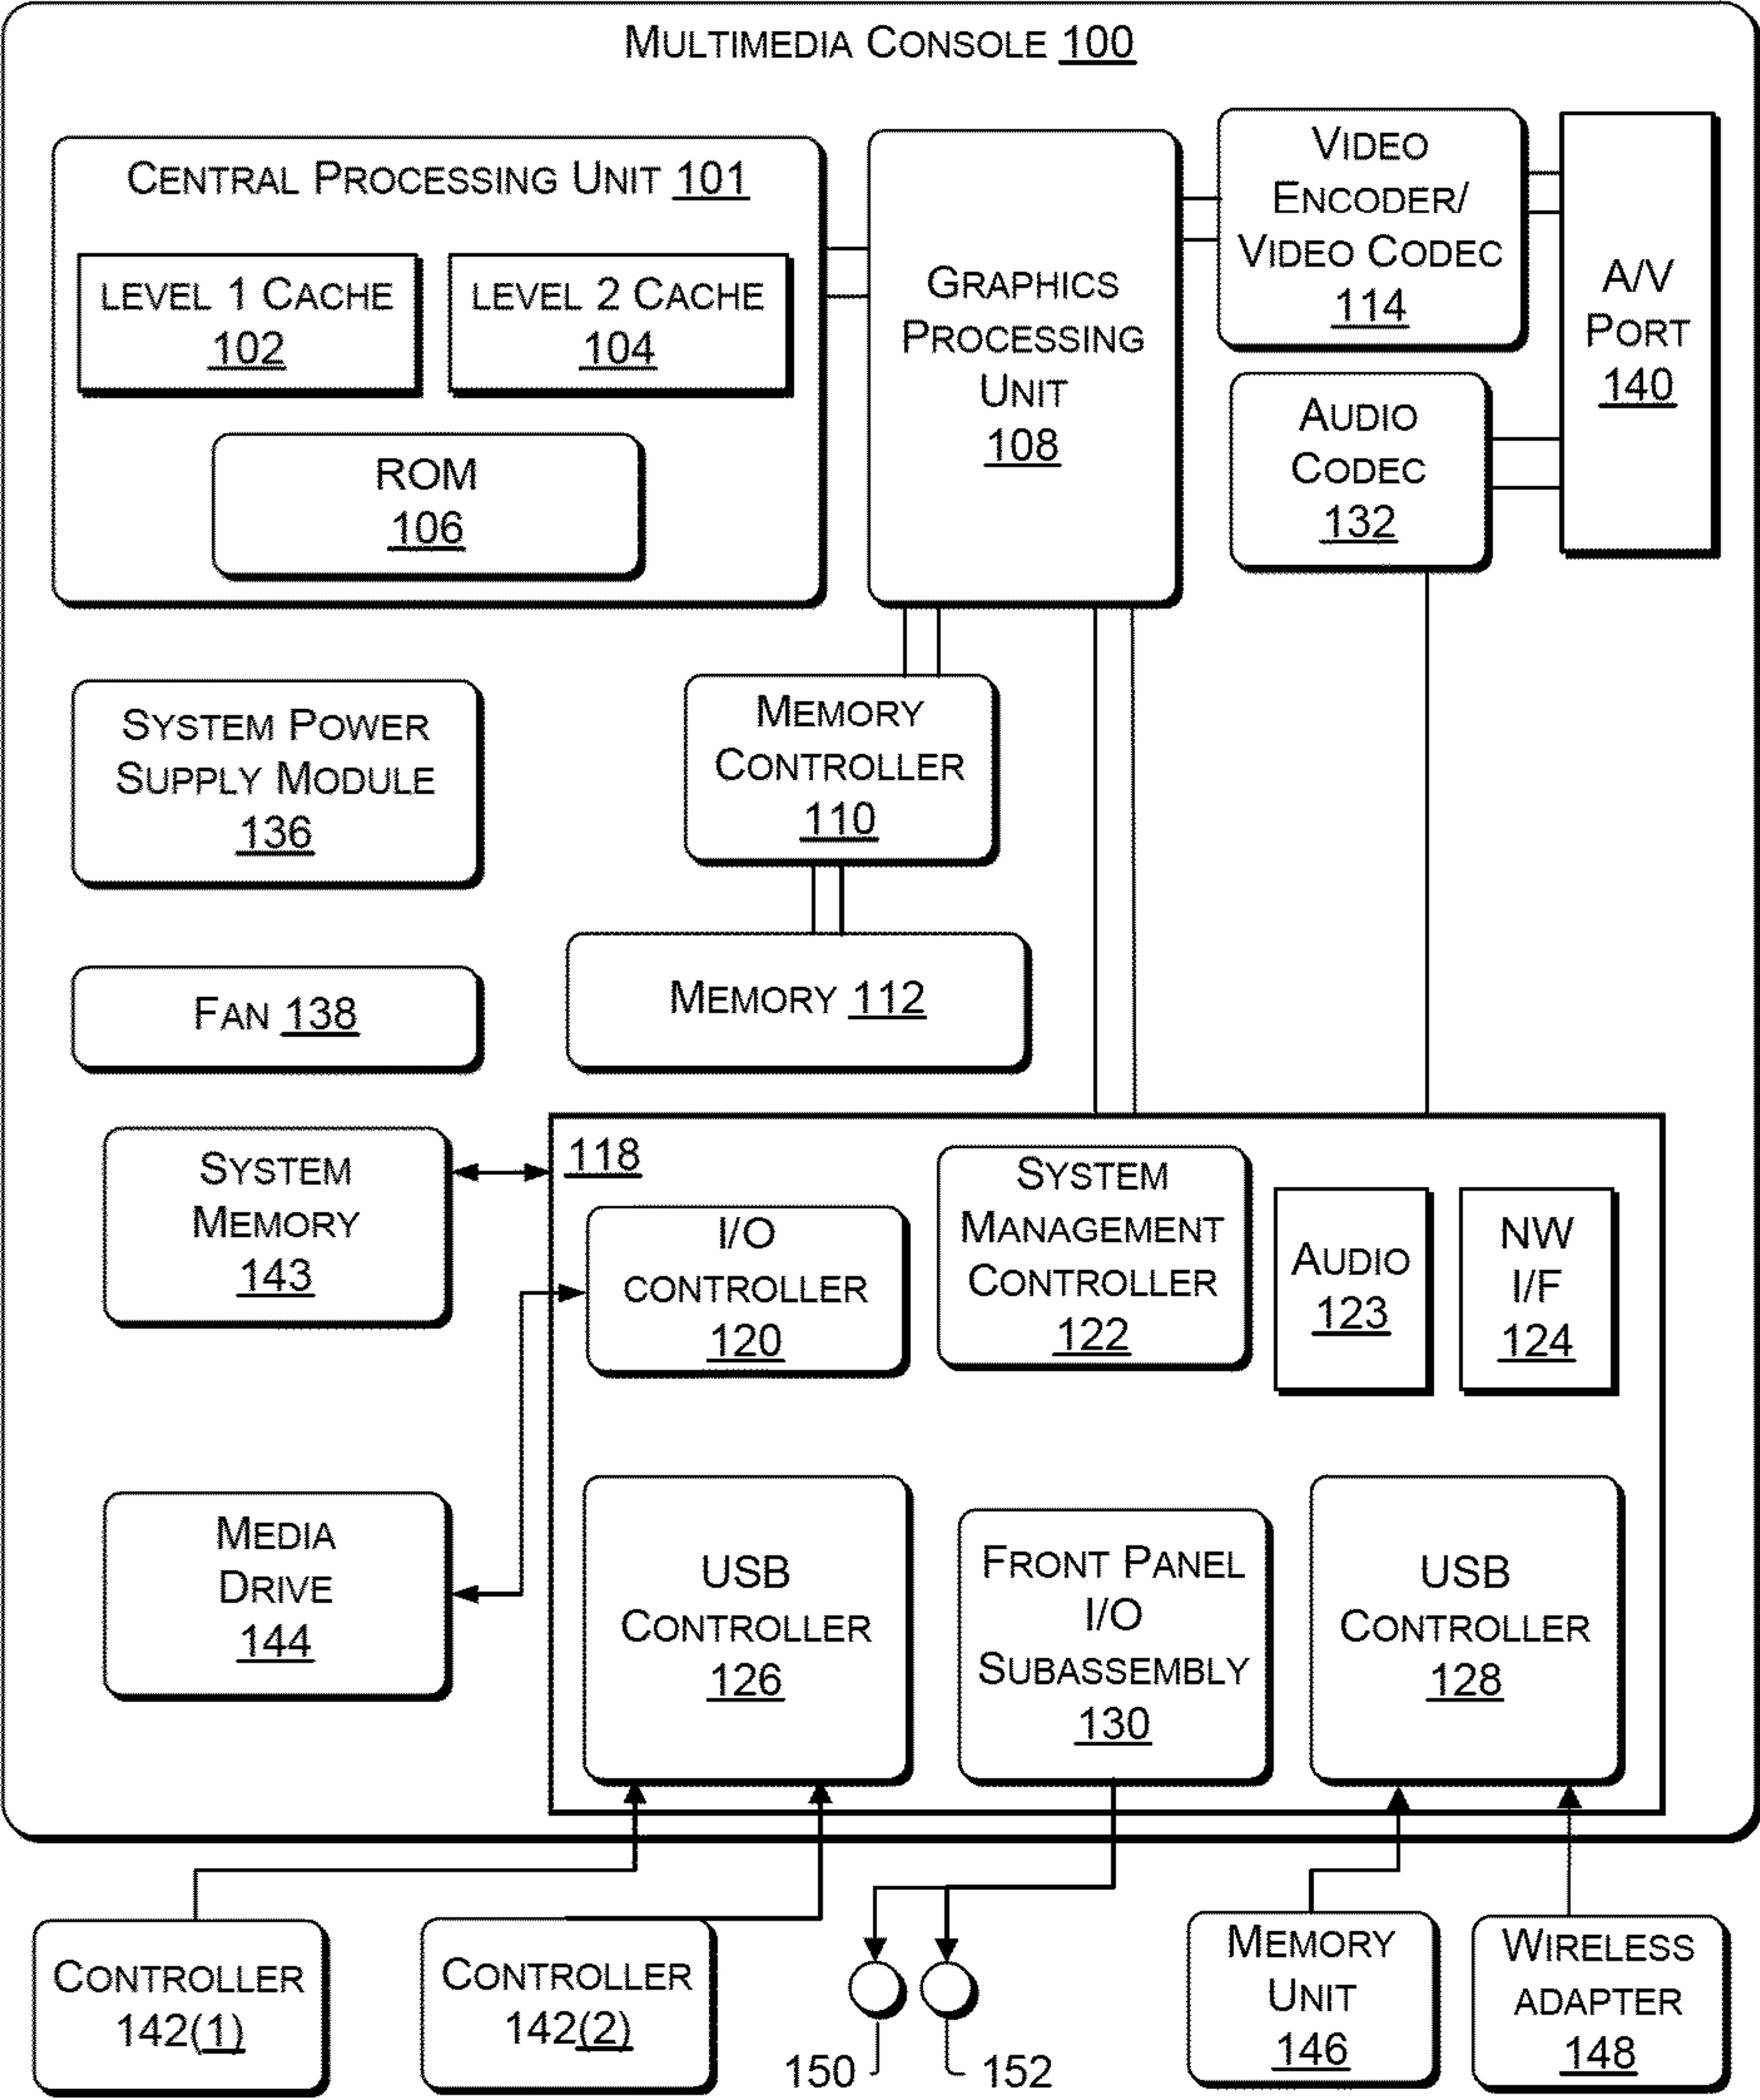 MULTIMEDIA CONSOLE 100
CENTRAL PROCESSING UNIT 101
LEVEL 1 CACHE
102
LEVEL 2 CACHE
104
ROM
106
GRAPHICS
PROCESSING
UNIT
108
VIDEO
ENCODER/
VIDEO CODEC
114
A/V
PORT
140
AUDIO
CODEC
132
SYSTEM POWER
SUPPLY MODULE
136
MEMORY
CONTROLLER
110
FAN 138
MEMORY 112
SYSTEM
MEMORY
143
118
I/O
CONTROLLER
120
SYSTEM
MANAGEMENT
CONTROLLER
122
AUDIO
123
NW
I/F
124
MEDIA
DRIVE
144
USB
CONTROLLER
126
FRONT PANEL
I/O
SUBASSEMBLY
130
USB
CONTROLLER
128
CONTROLLER
142(1)
CONTROLLER
142(2)
150
152
MEMORY
UNIT
146
WIRELESS
ADAPTER
148